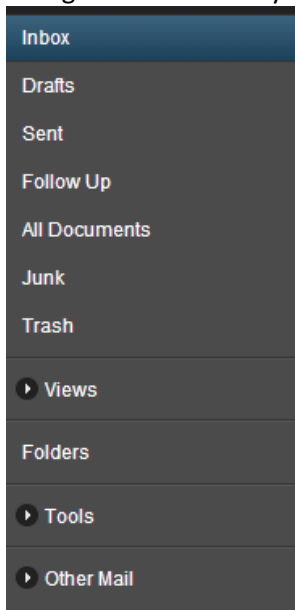 Inbox
Drafts
Sent
Follow Up
All Documents
Junk
Trash
Views
Folders
Tools
Other Mail